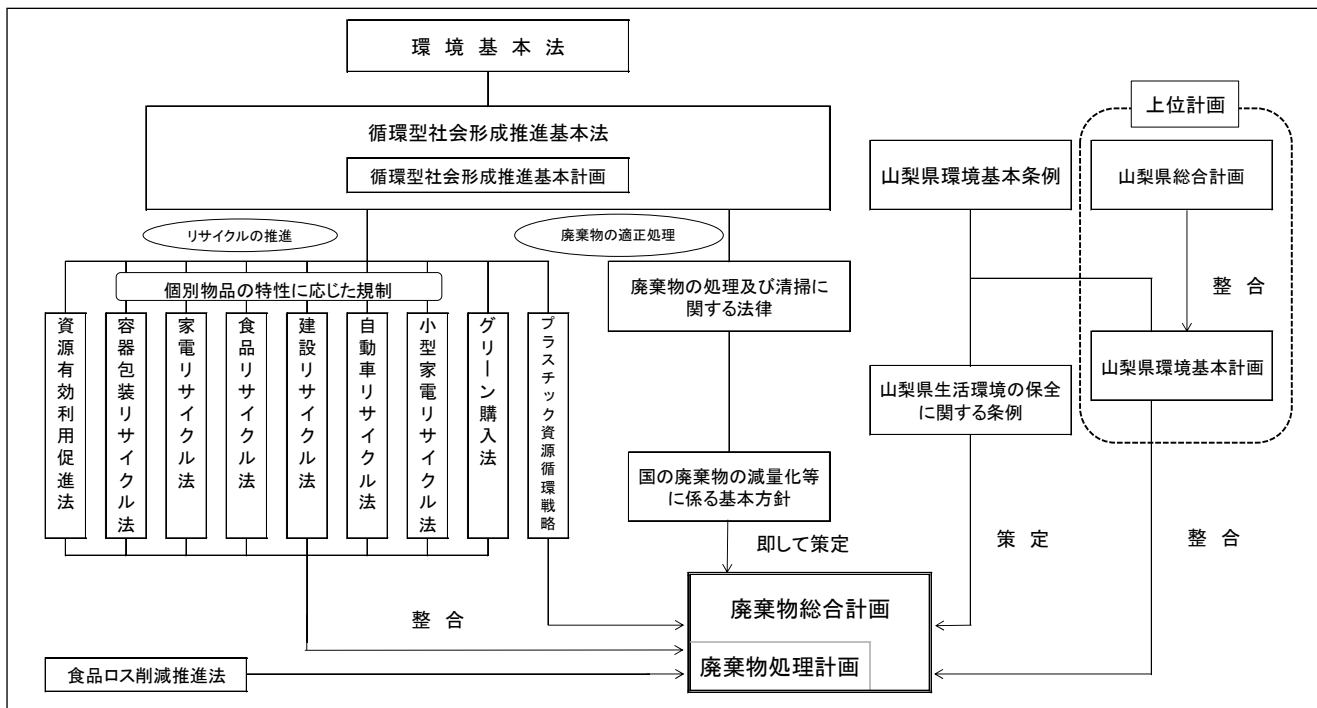 環境基本法
循環型社会形成推進基本法
循環型社会形成推進基本計画
上位計画
山梨県環境基本条例
山梨県総合計画
リサイクルの推進
廃棄物の適正処理
個別物品の特性に応じた規制
廃棄物の処理及び清掃に
関する法律
整合
資源有効利用促進法
容器包装リサイクル法
家電リサイクル法
食品リサイクル法
建設リサイクル法
自動車リサイクル法
小型家電リサイクル法
グリーン購入法
プラスチック資源循環戦略
山梨県生活環境の保全
に関する条例
山梨県環境基本計画
国の廃棄物の減量化等
に係る基本方針
即して策定
策定
整合
整合
廃棄物総合計画
廃棄物処理計画
食品ロス削減推進法